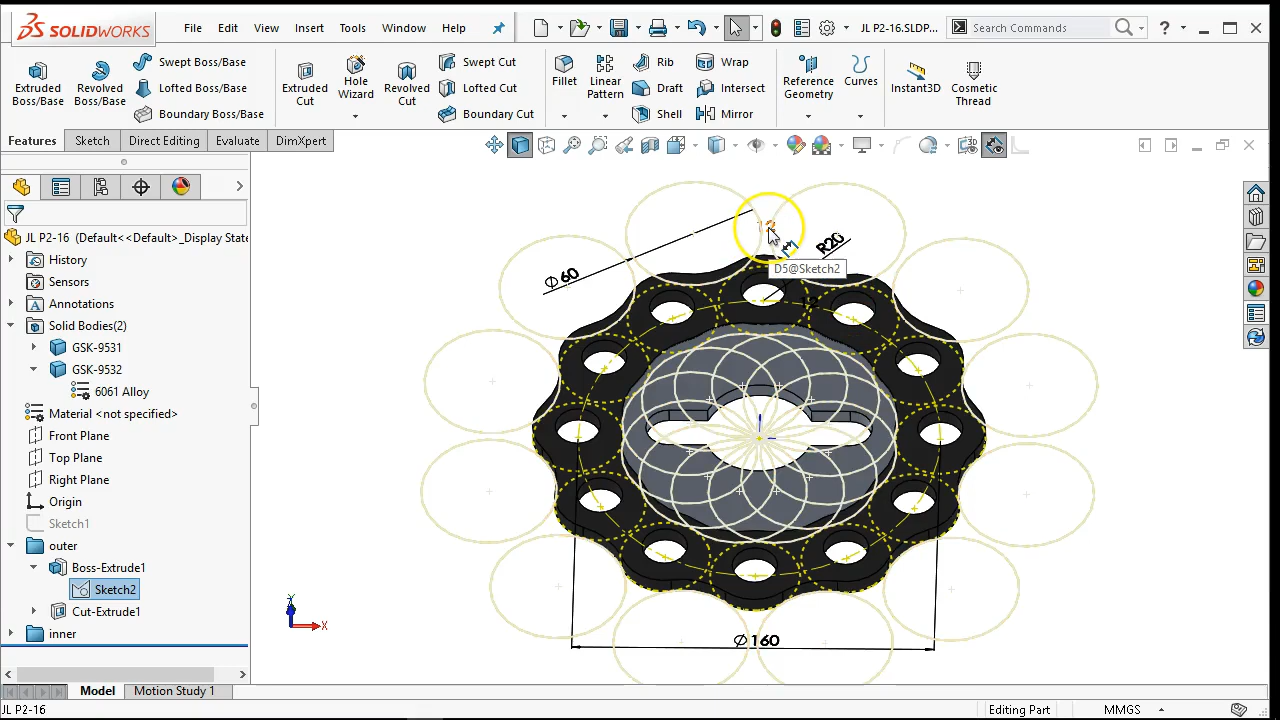 SOLIDWORKS
File Edit View Insert Tools Window Help
JL P2-16.SLDP...
Search Commands
Extruded Boss/Base
Revolved Boss/Base
Swept Boss/Base
Lofted Boss/Base
Boundary Boss/Base
Extruded Cut
Hole Wizard
Revolved Cut
Swept Cut
Lofted Cut
Boundary Cut
Fillet
Linear Pattern
Rib
Draft
Shell
Wrap
Intersect
Mirror
Reference Geometry
Curves
Instant3D
Cosmetic Thread
Features Sketch Direct Editing Evaluate DimXpert
JL P2-16 (Default<<Default>_Display State
History
Sensors
Annotations
Solid Bodies(2)
GSK-9531
GSK-9532
6061 Alloy
Material <not specified>
Front Plane
Top Plane
Right Plane
Origin
Sketch1
outer
Boss-Extrude1
Sketch2
Cut-Extrude1
inner
Ø60
R20
D5@Sketch2
12
Ø160
X
Model Motion Study 1
JL P2-16
Editing Part
MMGS